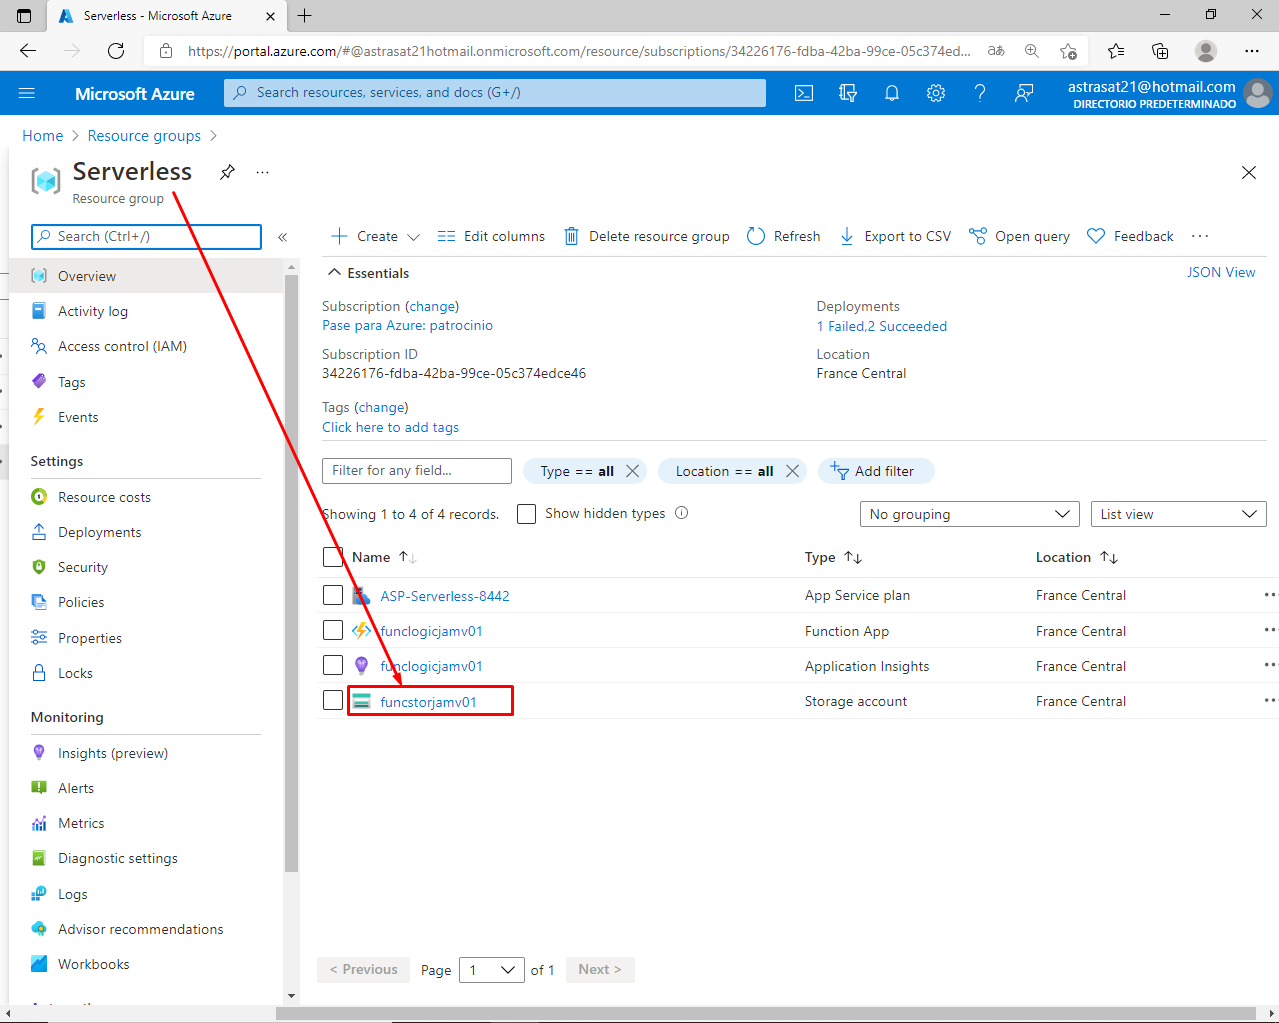 Serverless - Microsoft Azure
https://portal.azure.com/#@astrasat21hotmail.onmicrosoft.com/resource/subscriptions/34226176-fdba-42ba-99ce-05c374ed...
Microsoft Azure
Search resources, services, and docs (G+/)
astrasat21@hotmail.com
DIRECTORIO PREDETERMINADO
Home > Resource groups >
Serverless
Resource group
Search (Ctrl+/)
Overview
Activity log
Access control (IAM)
Tags
Events
Settings
Resource costs
Deployments
Security
Policies
Properties
Locks
Monitoring
Insights (preview)
Alerts
Metrics
Diagnostic settings
Logs
Advisor recommendations
Workbooks
Create
Edit columns
Delete resource group
Refresh
Export to CSV
Open query
Feedback
Essentials
JSON View
Subscription (change)
Pase para Azure: patrocinio
Subscription ID
34226176-fdba-42ba-99ce-05c374edce46
Tags (change)
Click here to add tags
Deployments
1 Failed,2 Succeeded
Location
France Central
Filter for any field...
Type == all
Location == all
Add filter
Showing 1 to 4 of 4 records.
Show hidden types
No grouping
List view
Name Type Location
ASP-Serverless-8442 App Service plan France Central
funclogicjamv01 Function App France Central
funclogicjamv01 Application Insights France Central
funcstorjamv01 Storage account France Central
< Previous Page 1 of 1 Next >